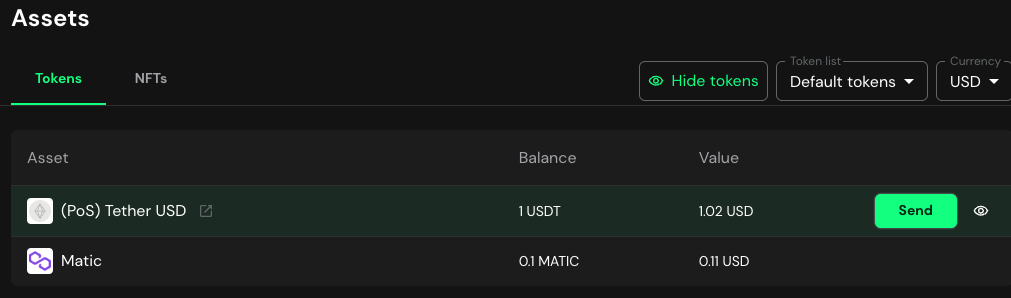 Assets
Tokens NFTs Hide tokens Token list Default tokens Currency USD
Asset Balance Value
(PoS) Tether USD 1 USDT 1.02 USD Send
Matic 0.1 MATIC 0.11 USD